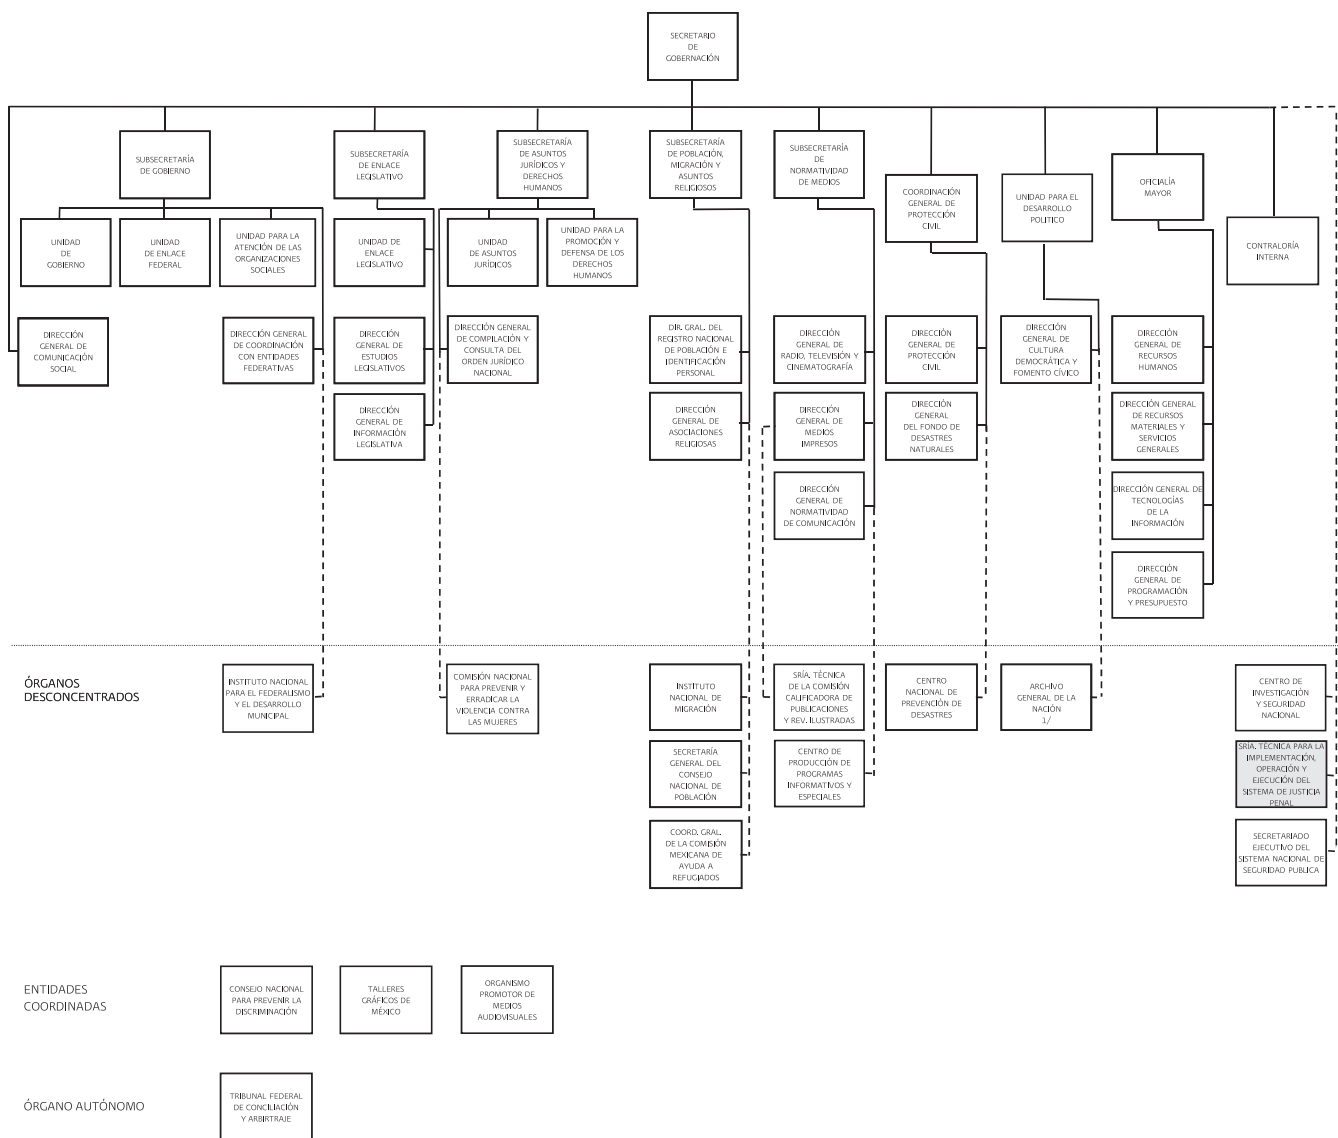 SECRETARIO
DE
GOBERNACIÓN
SUBSECRETARÍA
DE GOBIERNO
SUBSECRETARÍA
DE ENLACE
LEGISLATIVO
SUBSECRETARÍA
DE ASUNTOS
JURÍDICOS Y
DERECHOS
HUMANOS
SUBSECRETARÍA
DE POBLACIÓN,
MIGRACIÓN Y
ASUNTOS
RELIGIOSOS
SUBSECRETARÍA
DE
NORMATIVIDAD
DE MEDIOS
COORDINACIÓN
GENERAL DE
PROTECCIÓN
CIVIL
UNIDAD PARA EL
DESARROLLO
POLITICO
OFICIALÍA
MAYOR
CONTRALORÍA
INTERNA
UNIDAD
DE
GOBIERNO
UNIDAD
DE ENLACE
FEDERAL
UNIDAD PARA LA
ATENCIÓN DE LAS
ORGANIZACIONES
SOCIALES
UNIDAD DE
ENLACE
LEGISLATIVO
UNIDAD
DE ASUNTOS
JURÍDICOS
UNIDAD PARA LA
PROMOCIÓN Y
DEFENSA DE LOS
DERECHOS
HUMANOS
DIRECCIÓN
GENERAL DE
COMUNICACIÓN
SOCIAL
DIRECCIÓN GENERAL
DE COORDINACIÓN
CON ENTIDADES
FEDERATIVAS
DIRECCIÓN
GENERAL DE
ESTUDIOS
LEGISLATIVOS
DIRECCIÓN GENERAL
DE COMPILACIÓN Y
CONSULTA DEL
ORDEN JURÍDICO
NACIONAL
DIR. GRAL. DEL
REGISTRO NACIONAL
DE POBLACIÓN E
IDENTIFICACIÓN
PERSONAL
DIRECCIÓN
GENERAL DE
RADIO, TELEVISIÓN Y
CINEMATOGRAFÍA
DIRECCIÓN
GENERAL DE
PROTECCIÓN
CIVIL
DIRECCIÓN
GENERAL DE
CULTURA
DEMOCRÁTICA Y
FOMENTO CÍVICO
DIRECCIÓN
GENERAL DE
RECURSOS
HUMANOS
DIRECCIÓN
GENERAL DE
INFORMACIÓN
LEGISLATIVA
DIRECCIÓN
GENERAL DE
ASOCIACIONES
RELIGIOSAS
DIRECCIÓN
GENERAL DE
MEDIOS
IMPRESOS
DIRECCIÓN
GENERAL
DEL FONDO DE
DESASTRES
NATURALES
DIRECCIÓN GENERAL
DE RECURSOS
MATERIALES Y
SERVICIOS
GENERALES
DIRECCIÓN
GENERAL DE
NORMATIVIDAD
DE COMUNICACIÓN
DIRECCIÓN GENERAL DE
TECNOLOGÍAS
DE LA
INFORMACIÓN
DIRECCIÓN
GENERAL DE
PROGRAMACIÓN
Y PRESUPUESTO
ÓRGANOS
DESCONCENTRADOS
INSTITUTO NACIONAL
PARA EL FEDERALISMO
Y EL DESARROLLO
MUNICIPAL
COMISIÓN NACIONAL
PARA PREVENIR Y
ERRADICAR LA
VIOLENCIA CONTRA
LAS MUJERES
INSTITUTO
NACIONAL DE
MIGRACIÓN
SRÍA. TÉCNICA
DE LA COMISIÓN
CALIFICADORA DE
PUBLICACIONES
Y REV. ILUSTRADAS
CENTRO
NACIONAL DE
PREVENCIÓN DE
DESASTRES
ARCHIVO
GENERAL DE LA
NACIÓN
1/
CENTRO DE
INVESTIGACIÓN
Y SEGURIDAD
NACIONAL
SECRETARÍA
GENERAL DEL
CONSEJO
NACIONAL DE
POBLACIÓN
CENTRO DE
PRODUCCIÓN DE
PROGRAMAS
INFORMATIVOS Y
ESPECIALES
SRÍA. TÉCNICA PARA LA
IMPLEMENTACIÓN,
OPERACIÓN Y
EJECUCIÓN DEL
SISTEMA DE JUSTICIA
PENAL
COORD. GRAL.
DE LA COMISIÓN
MEXICANA DE
AYUDA A
REFUGIADOS
SECRETARIADO
EJECUTIVO DEL
SISTEMA NACIONAL DE
SEGURIDAD PUBLICA
ENTIDADES
COORDINADAS
CONSEJO NACIONAL
PARA PREVENIR LA
DISCRIMINACIÓN
TALLERES
GRÁFICOS DE
MÉXICO
ORGANISMO
PROMOTOR DE
MEDIOS
AUDIOVISUALES
ÓRGANO AUTÓNOMO
TRIBUNAL FEDERAL
DE CONCILIACIÓN
Y ARBIRTRAJE